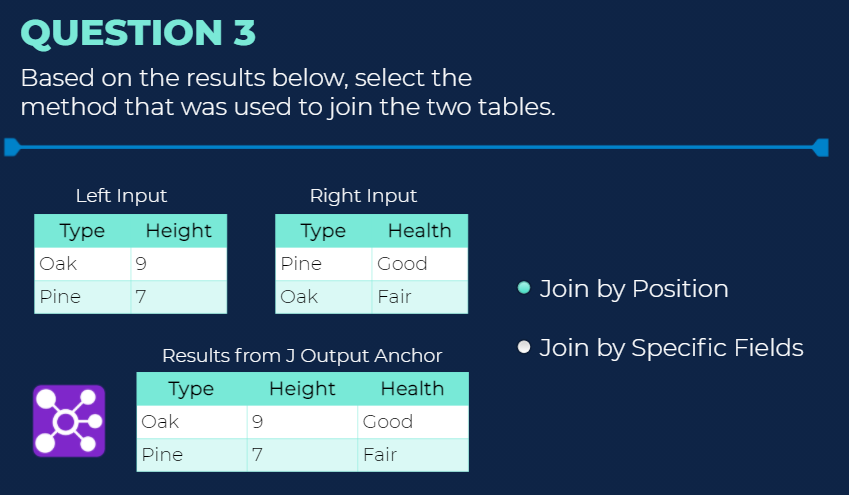 QUESTION 3
Based on the results below, select the
method that was used to join the two tables.
Left Input
Type Height
Oak 9
Pine 7
Right Input
Type Health
Pine Good
Oak Fair
Join by Position
Join by Specific Fields
Results from J Output Anchor
Type Height Health
Oak 9 Good
Pine 7 Fair